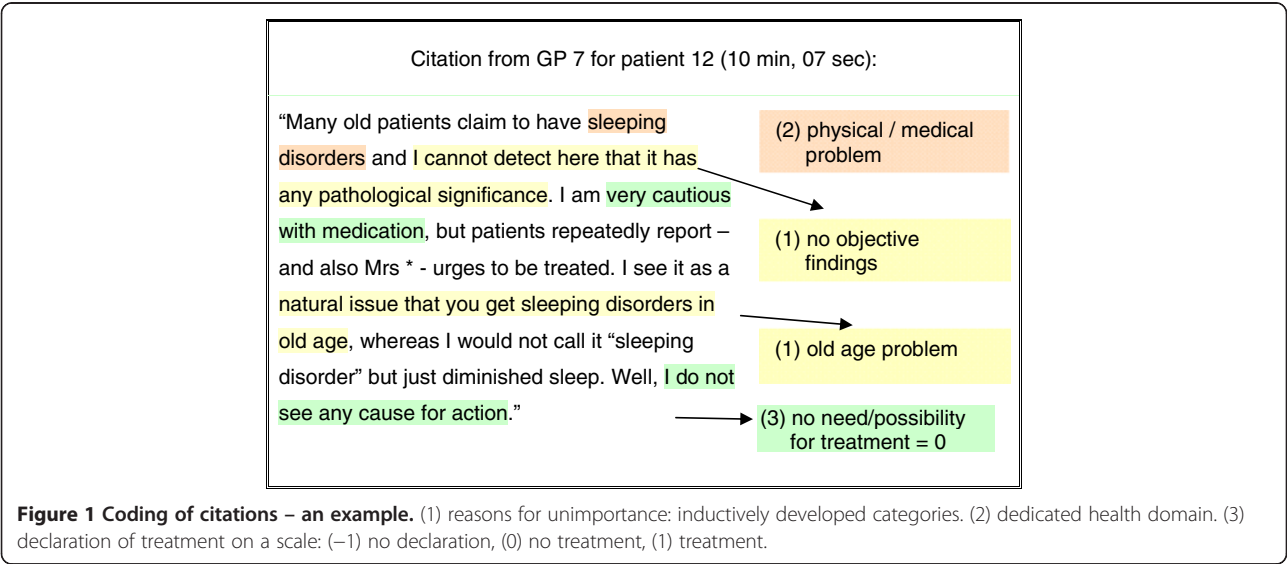 Citation from GP 7 for patient 12 (10 min, 07 sec):
“Many old patients claim to have sleeping
disorders and I cannot detect here that it has
any pathological significance. I am very cautious
with medication, but patients repeatedly report –
and also Mrs * - urges to be treated. I see it as a
natural issue that you get sleeping disorders in
old age, whereas I would not call it “sleeping
disorder” but just diminished sleep. Well, I do not
see any cause for action.”
(2) physical / medical
problem
(1) no objective
findings
(1) old age problem
(3) no need/possibility
for treatment = 0
Figure 1 Coding of citations – an example. (1) reasons for unimportance: inductively developed categories. (2) dedicated health domain. (3)
declaration of treatment on a scale: (−1) no declaration, (0) no treatment, (1) treatment.